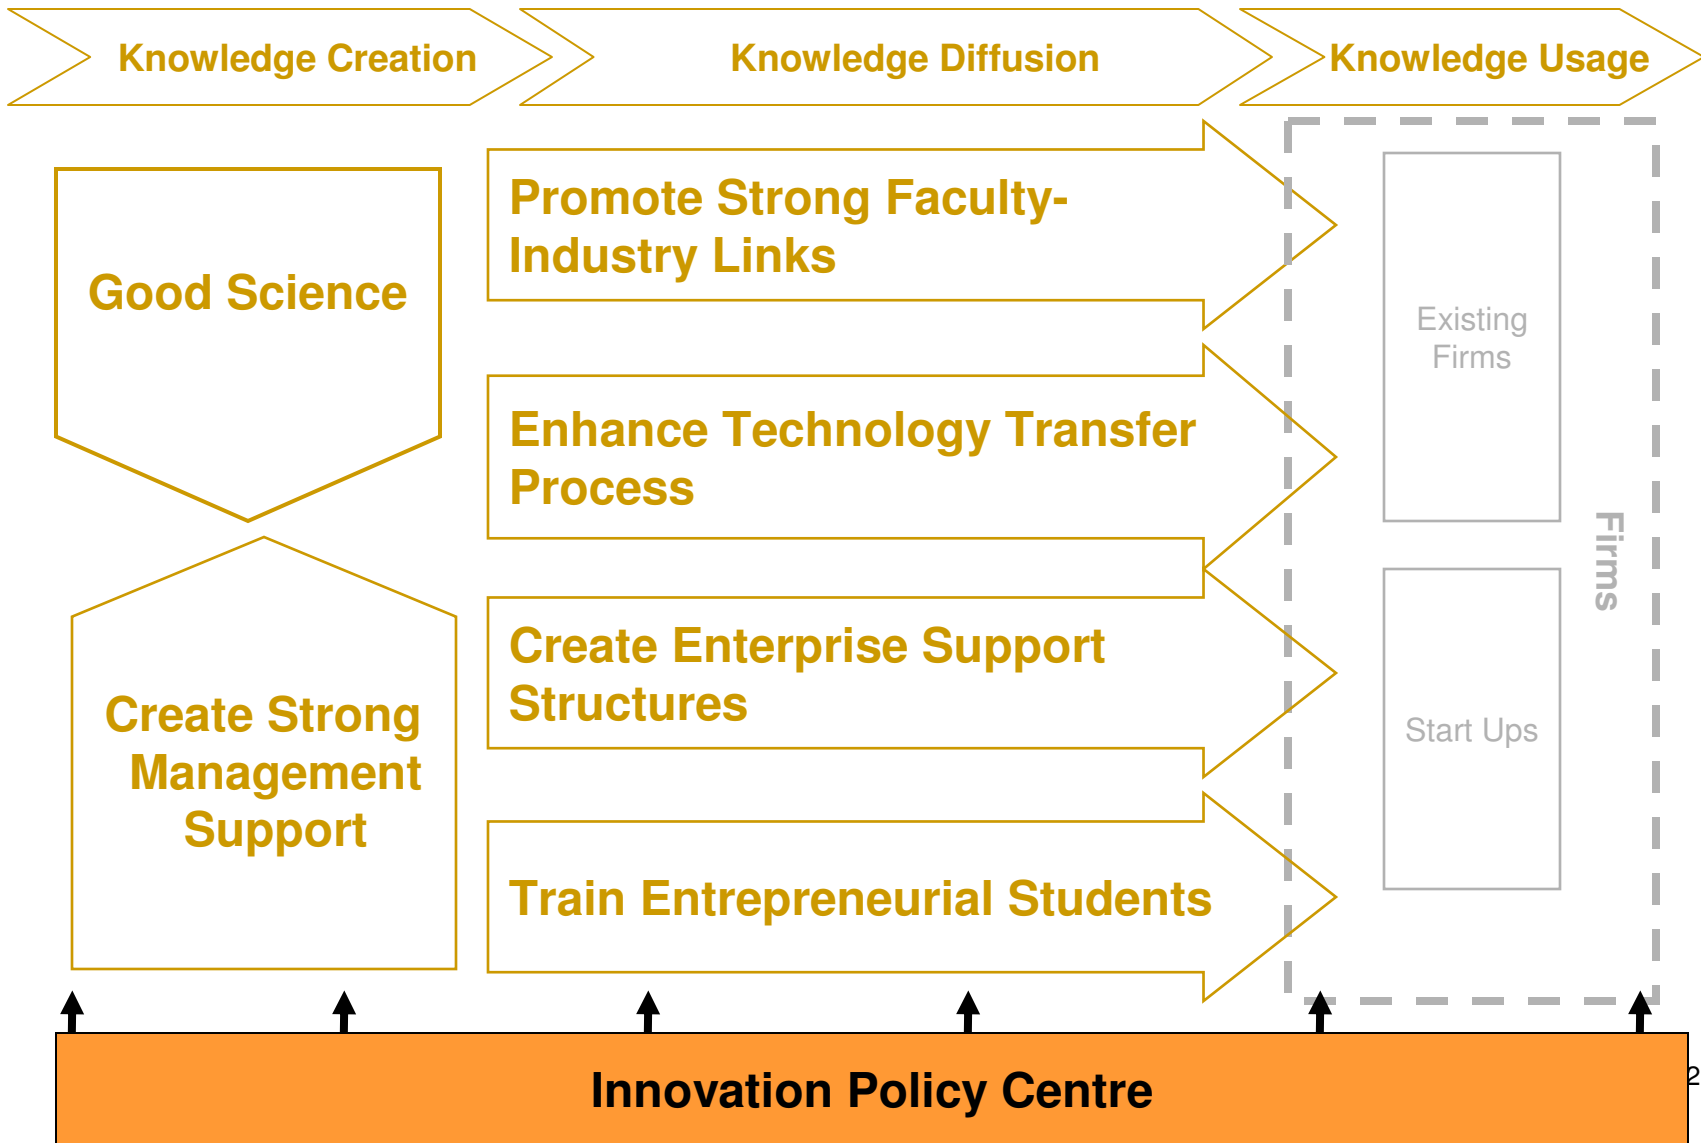 Knowledge Creation
Knowledge Diffusion
Knowledge Usage
Good Science
Create Strong
Management
Support
Promote Strong Faculty-
Industry Links
Enhance Technology Transfer
Process
Create Enterprise Support
Structures
Train Entrepreneurial Students
Existing
Firms
Start Ups
Firms
Innovation Policy Centre
2